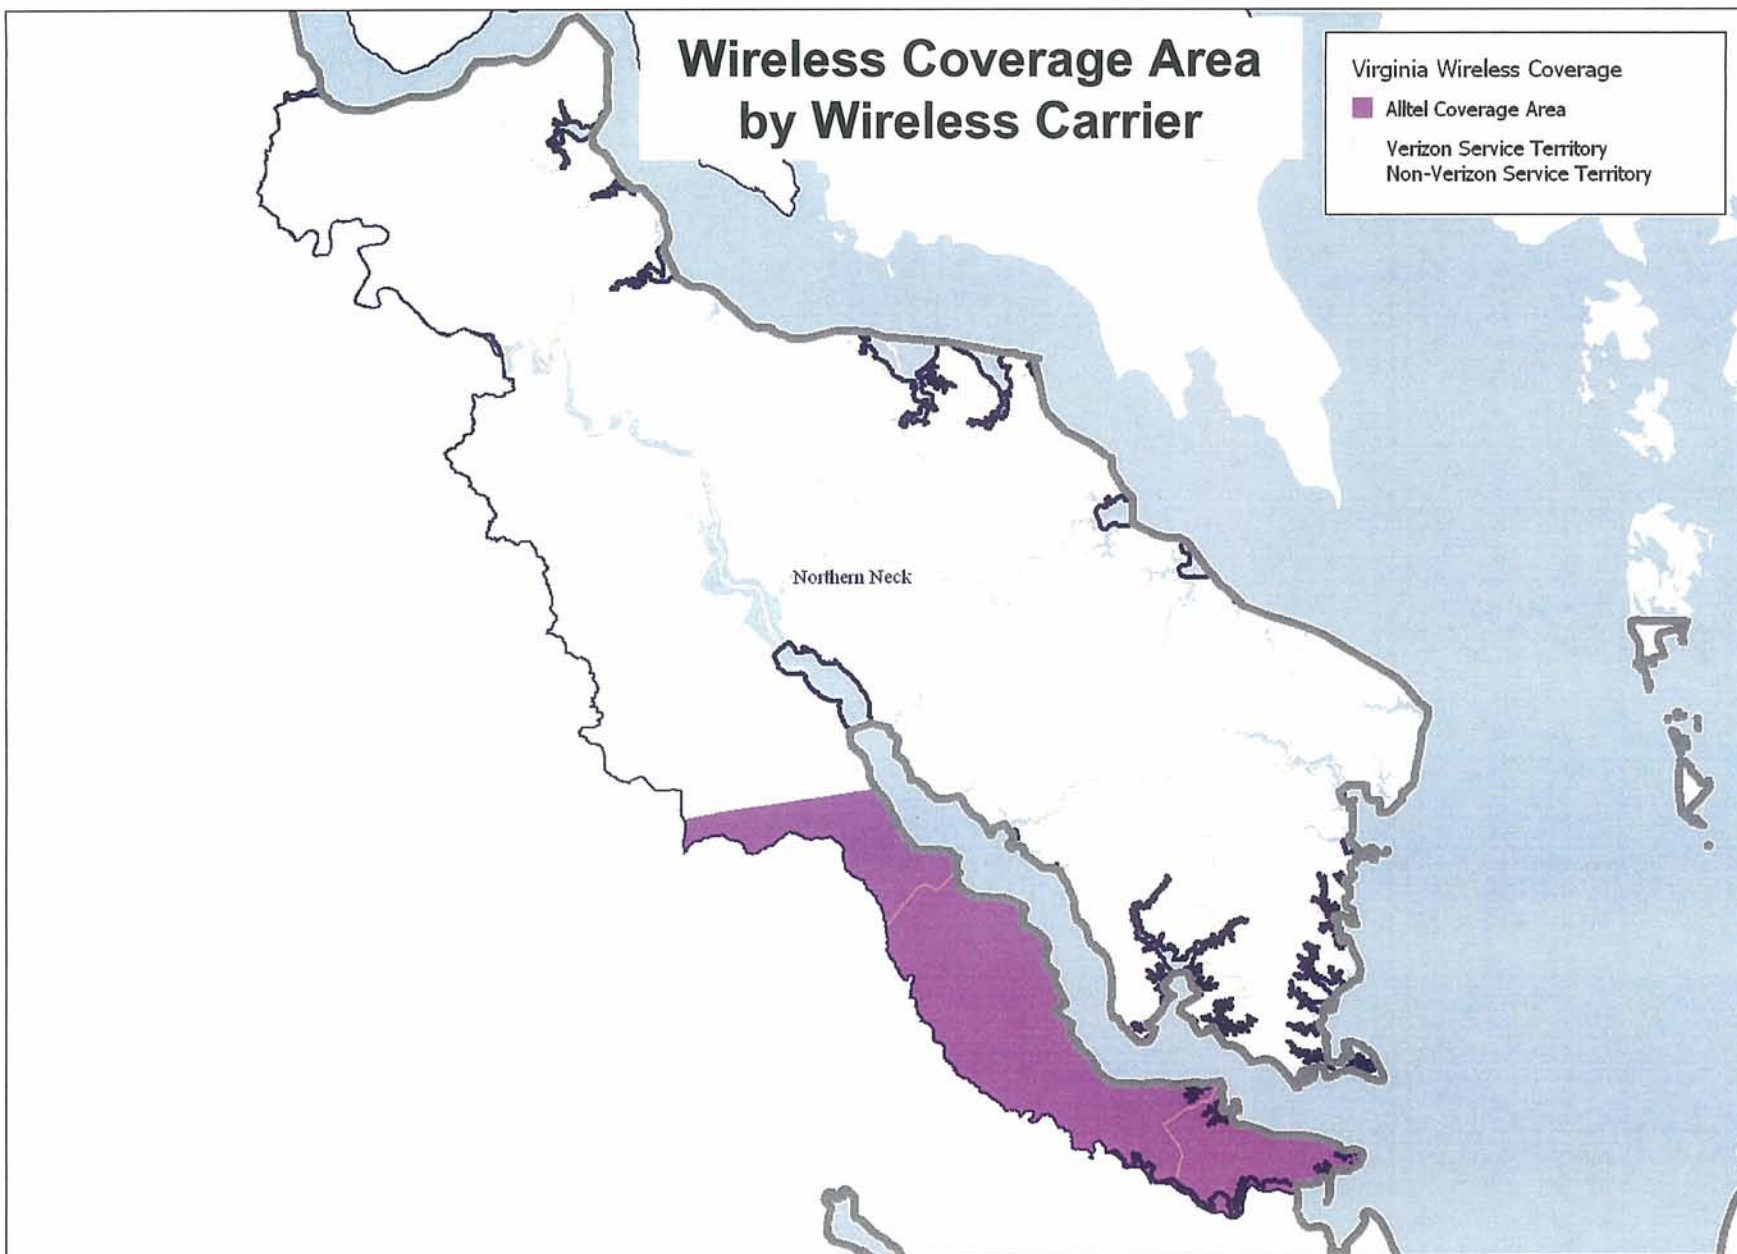 Wireless Coverage Area
by Wireless Carrier
Virginia Wireless Coverage
Alltel Coverage Area
Verizon Service Territory
Non-Verizon Service Territory
Northern Neck